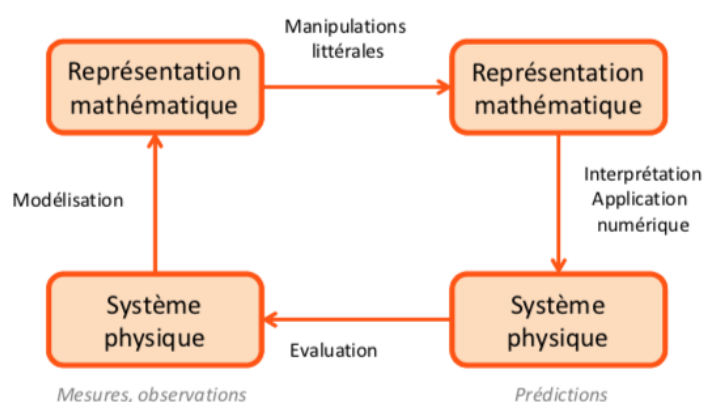 Manipulations
littérales
Représentation
mathématique
Représentation
mathématique
Modélisation
Interprétation
Application
numérique
Système
physique
Système
physique
Evaluation
Mesures, observations
Prédictions